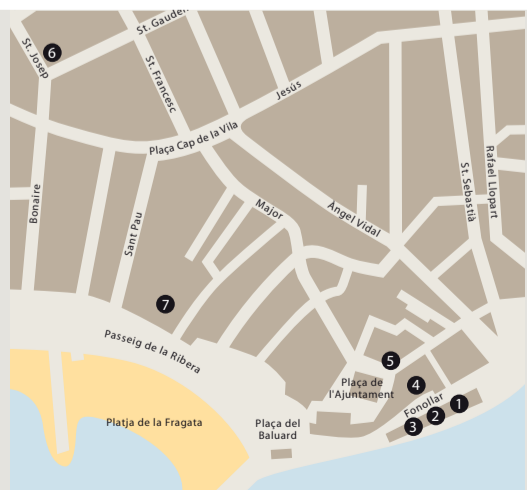 St. Gauden
6
St. Josep
St. Francesc
Jesús
Plaça Cap de la Vila
Rafael Llopart
St. Sebastià
Bonaire
Major
Àngel Vidal
Sant Pau
7
Passeig de la Ribera
5
Plaça de
l'Ajuntament
4
Fonollar
1
2
3
Platja de la Fragata
Plaça del
Baluard